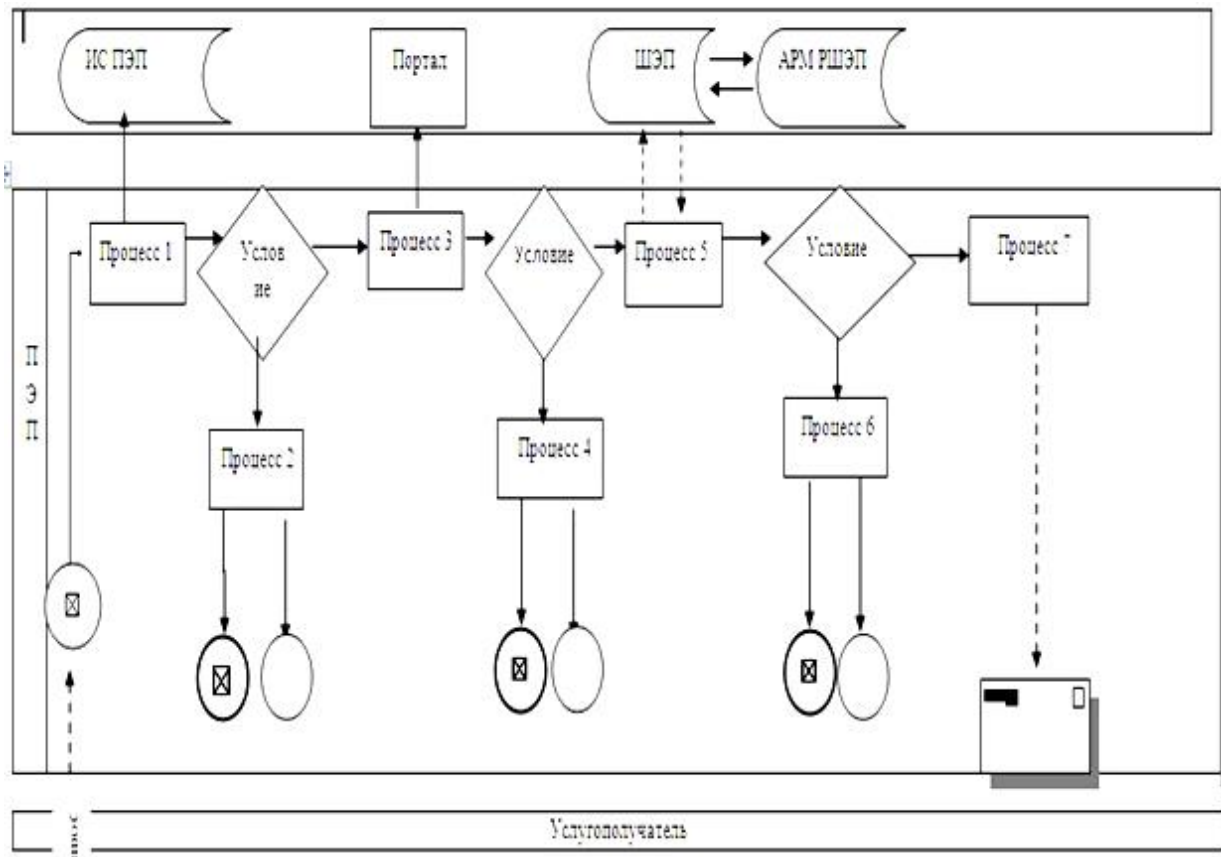 ИС ПЭП
Портал
ШЭП
АРМ РШЭП
Процесс 1
Услов
ие
Процесс 3
Условие
Процесс 5
Условие
Процесс 7
П
Э
П
Процесс 2
Процесс 4
Процесс 6
Услугополучатель